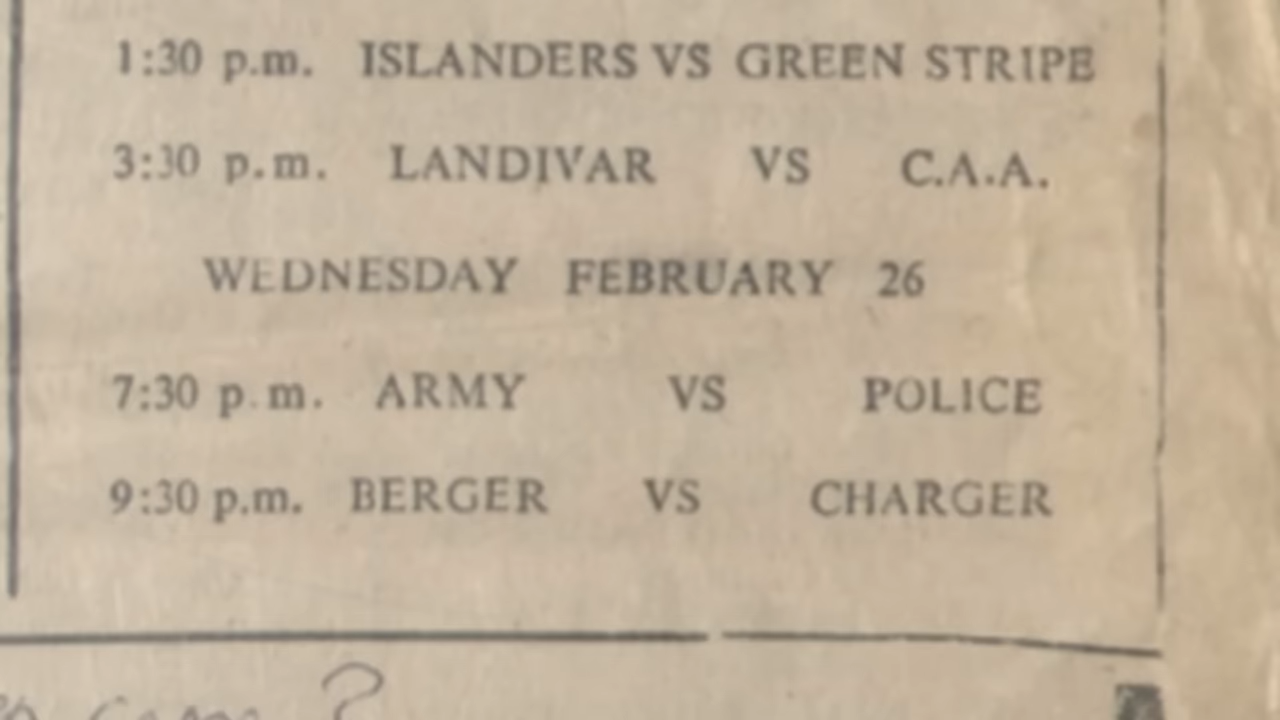 1:30 p.m. ISLANDERS VS GREEN STRIPE
3:30 p.m. LANDIVAR VS C.A.A.
WEDNESDAY FEBRUARY 26
7:30 p.m. ARMY VS POLICE
9:30 p.m. BERGER VS CHARGER
?